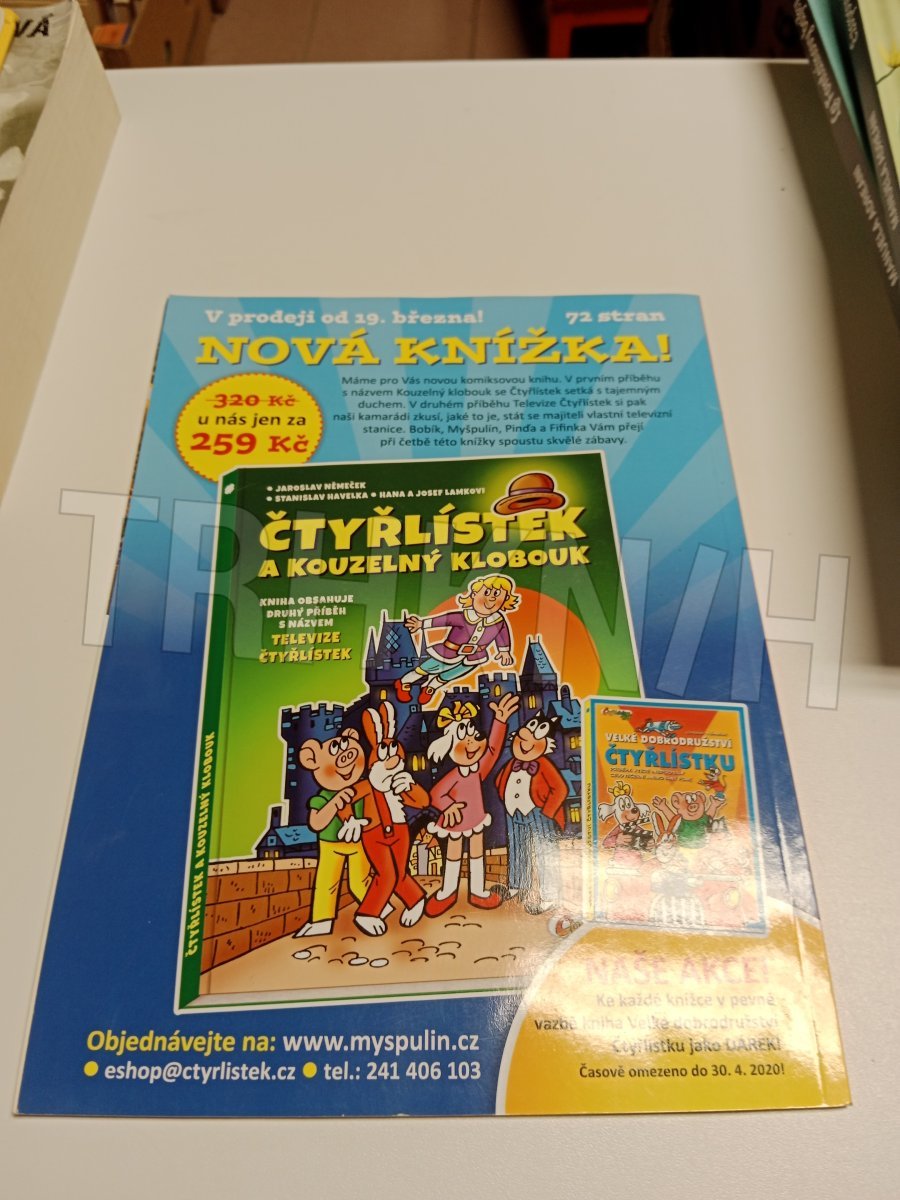 VÁ
V prodeji od 19. března!
72 stran
NOVÁ KNÍŽKA!
320 Kč
u nás jen za
259 Kč
Máme pro Vás novou komiksovou knihu. V prvním příběhu
s názvem Kouzelný klobouk se Čtyřlístek setká s tajemným
duchem. V druhém příběhu Televize Čtyřlístek si pak
naši kamarádi zkusí, jaké to je, stát se majiteli vlastní televizní
stanice. Bobík, Myšpulín, Pinďa a Fifinka Vám přejí
při četbě této knížky spoustu skvělé zábavy.
• JAROSLAV NĚMEČEK
• STANISLAV HAVELKA • HANA A JOSEF LAMKOVI
ČTYŘLÍSTEK
A KOUZELNÝ KLOBOUK
KNIHA OBSAHUJE
DRUHÝ PŘÍBĚH
S NÁZVEM
TELEVIZE
ČTYŘLÍSTEK
ČTYŘLÍSTEK A KOUZELNÝ KLOBOUK
VELKÉ DOBRODRUŽSTVÍ
ČTYŘLÍSTKU
NAŠE AKCE!
Ke každé knížce v pevné
vazbě kniha Velké dobrodružství
Čtyřlístku jako DÁREK!
Časově omezeno do 30. 4. 2020!
Objednávejte na: www.myspulin.cz
• eshop@ctyrlistek.cz • tel.: 241 406 103